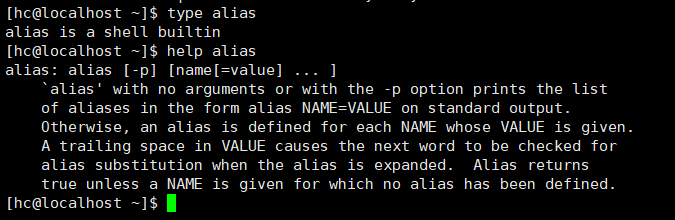 [hc@localhost ~]$ type alias
alias is a shell builtin
[hc@localhost ~]$ help alias
alias: alias [-p] [name[=value] ... ]
    `alias' with no arguments or with the -p option prints the list
    of aliases in the form alias NAME=VALUE on standard output.
    Otherwise, an alias is defined for each NAME whose VALUE is given.
    A trailing space in VALUE causes the next word to be checked for
    alias substitution when the alias is expanded.  Alias returns
    true unless a NAME is given for which no alias has been defined.
[hc@localhost ~]$